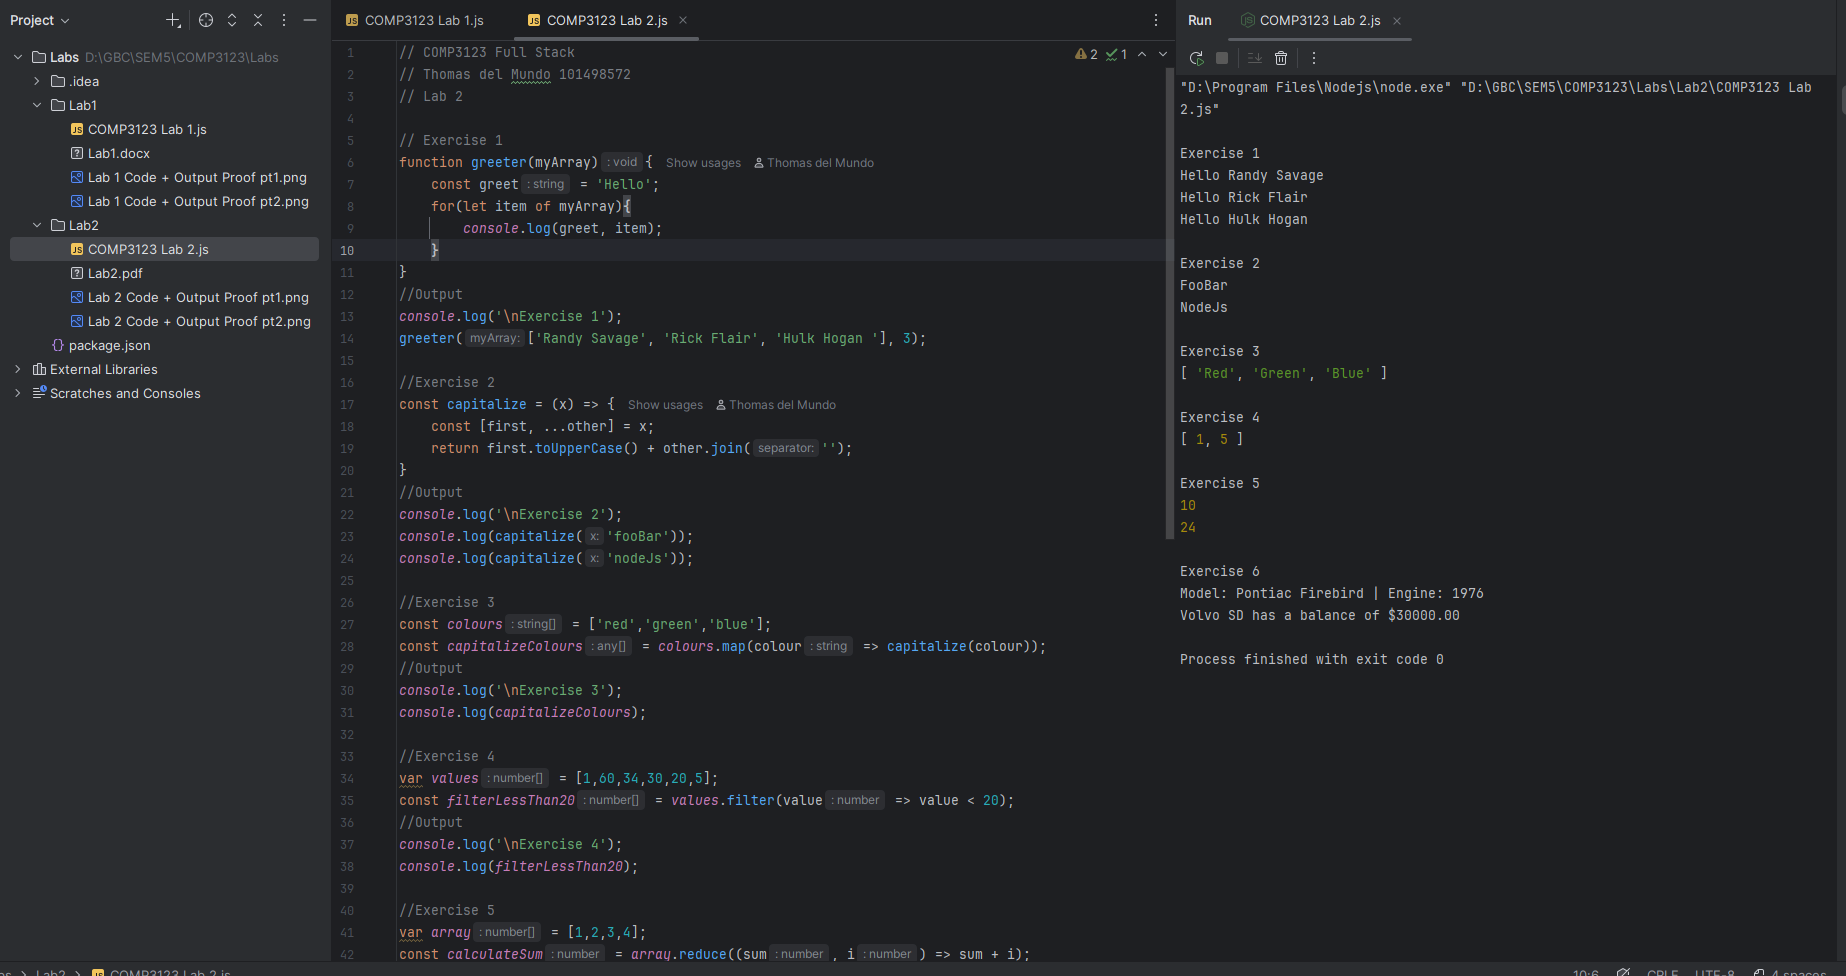 Project
Labs D:\GBC\SEM5\COMP3123\Labs
.idea
Lab1
COMP3123 Lab 1.js
Lab1.docx
Lab 1 Code + Output Proof pt1.png
Lab 1 Code + Output Proof pt2.png
Lab2
COMP3123 Lab 2.js
Lab2.pdf
Lab 2 Code + Output Proof pt1.png
Lab 2 Code + Output Proof pt2.png
package.json
External Libraries
Scratches and Consoles
COMP3123 Lab 1.js COMP3123 Lab 2.js
2 1
1 // COMP3123 Full Stack
2 // Thomas del Mundo 101498572
3 // Lab 2
4
5 // Exercise 1
6 function greeter(myArray) : void { Show usages Thomas del Mundo
7 const greet : string = 'Hello';
8 for(let item of myArray){
9 console.log(greet, item);
10 }
11 }
12 //Output
13 console.log('\nExercise 1');
14 greeter( myArray: ['Randy Savage', 'Rick Flair', 'Hulk Hogan '], 3);
15
16 //Exercise 2
17 const capitalize = (x) => { Show usages Thomas del Mundo
18 const [first, ...other] = x;
19 return first.toUpperCase() + other.join( separator: '');
20 }
21 //Output
22 console.log('\nExercise 2');
23 console.log(capitalize( x: 'fooBar'));
24 console.log(capitalize( x: 'nodeJs'));
25
26 //Exercise 3
27 const colours : string[] = ['red','green','blue'];
28 const capitalizeColours : any[] = colours.map(colour : string => capitalize(colour));
29 //Output
30 console.log('\nExercise 3');
31 console.log(capitalizeColours);
32
33 //Exercise 4
34 var values : number[] = [1,60,34,30,20,5];
35 const filterLessThan20 : number[] = values.filter(value : number => value < 20);
36 //Output
37 console.log('\nExercise 4');
38 console.log(filterLessThan20);
39
40 //Exercise 5
41 var array : number[] = [1,2,3,4];
42 const calculateSum : number = array.reduce((sum : number , i : number ) => sum + i);
Run COMP3123 Lab 2.js
"D:\Program Files\Nodejs\node.exe" "D:\GBC\SEM5\COMP3123\Labs\Lab2\COMP3123 Lab
2.js"
Exercise 1
Hello Randy Savage
Hello Rick Flair
Hello Hulk Hogan
Exercise 2
FooBar
NodeJs
Exercise 3
[ 'Red', 'Green', 'Blue' ]
Exercise 4
[ 1, 5 ]
Exercise 5
10
24
Exercise 6
Model: Pontiac Firebird | Engine: 1976
Volvo SD has a balance of $30000.00
Process finished with exit code 0
Lab2 COMP3123 Lab 2.js 10:6 CRLF UTF-8 4 spaces